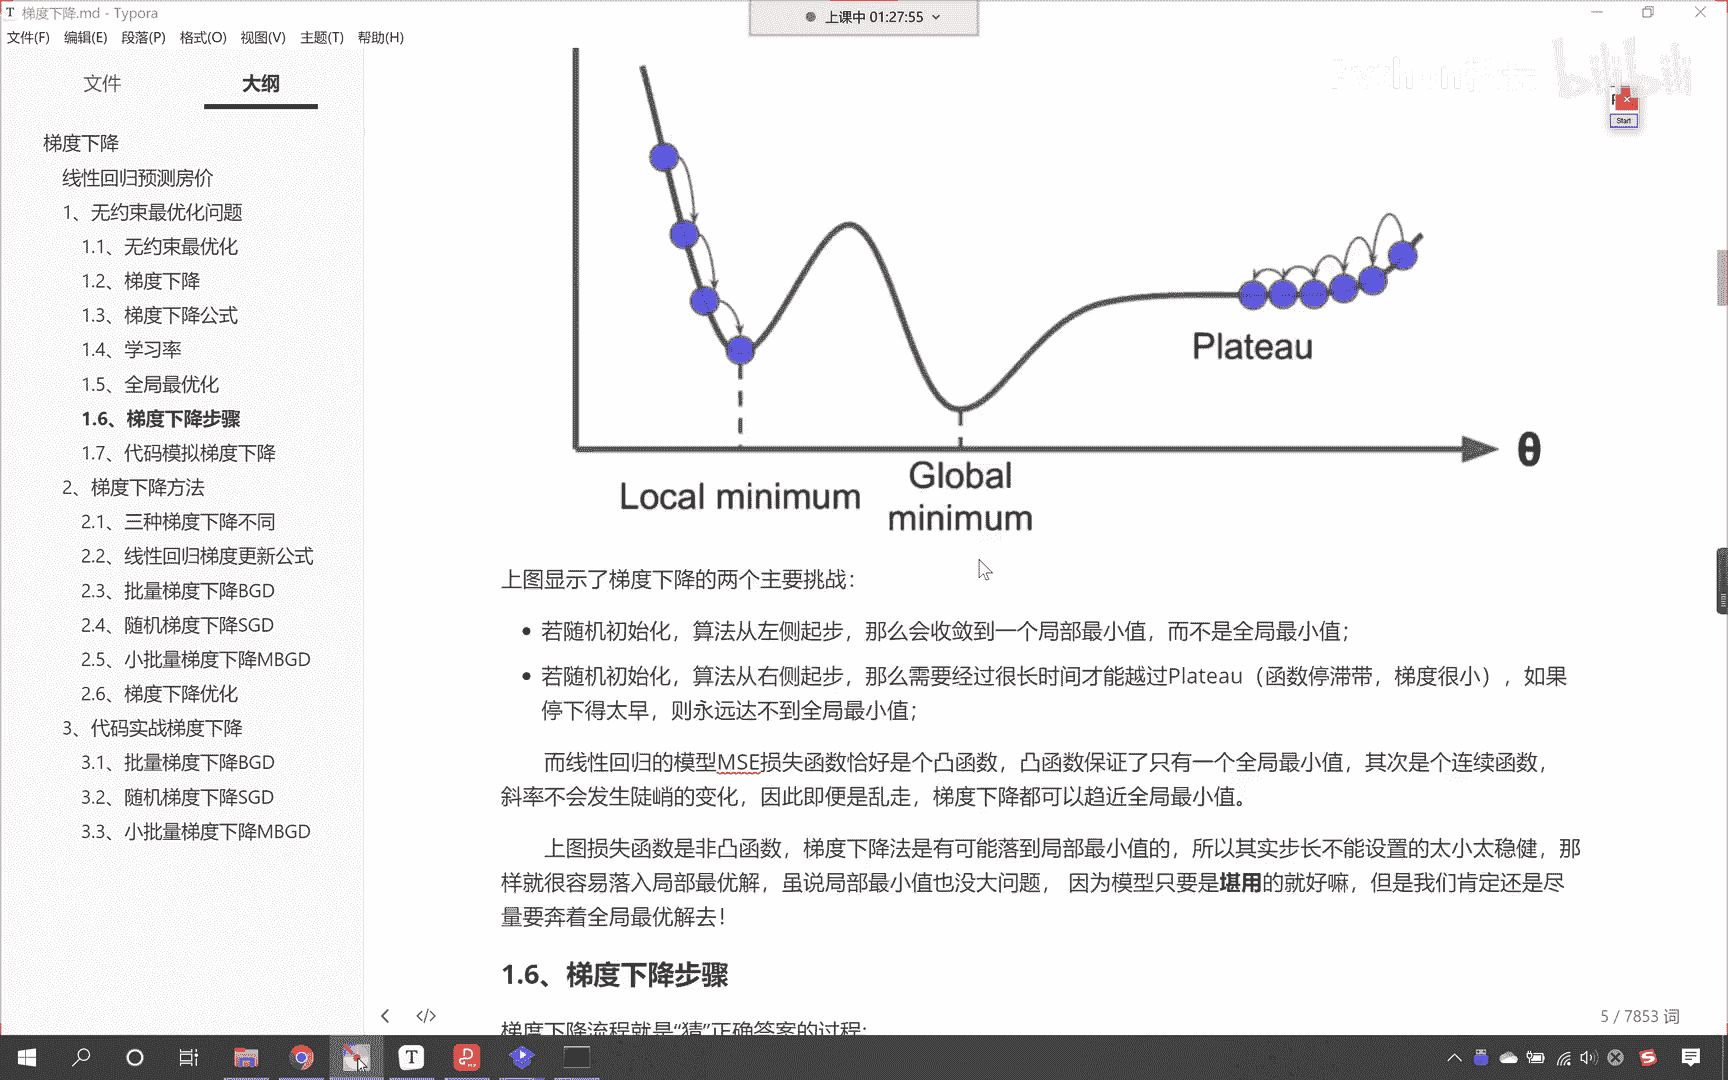 梯度下降.md - Typora
上课中 01:27:55
文件(F) 编辑(E) 段落(P) 格式(O) 视图(V) 主题(T) 帮助(H)
文件 大纲
梯度下降
线性回归预测房价
1、无约束最优化问题
1.1、无约束最优化
1.2、梯度下降
1.3、梯度下降公式
1.4、学习率
1.5、全局最优化
1.6、梯度下降步骤
1.7、代码模拟梯度下降
2、梯度下降方法
2.1、三种梯度下降不同
2.2、线性回归梯度更新公式
2.3、批量梯度下降BGD
2.4、随机梯度下降SGD
2.5、小批量梯度下降MBGD
2.6、梯度下降优化
3、代码实战梯度下降
3.1、批量梯度下降BGD
3.2、随机梯度下降SGD
3.3、小批量梯度下降MBGD
bilibili
Start
Plateau
θ
Local minimum
Global
minimum
上图显示了梯度下降的两个主要挑战：
若随机初始化，算法从左侧起步，那么会收敛到一个局部最小值，而不是全局最小值；
若随机初始化，算法从右侧起步，那么需要经过很长时间才能越过Plateau（函数停滞带，梯度很小），如果
停下得太早，则永远达不到全局最小值；
而线性回归的模型MSE损失函数恰好是个凸函数，凸函数保证了只有一个全局最小值，其次是个连续函数，
斜率不会发生陡峭的变化，因此即便是乱走，梯度下降都可以趋近全局最小值。
上图损失函数是非凸函数，梯度下降法是有可能落到局部最小值的，所以其实步长不能设置的太小太稳健，那
样就很容易落入局部最优解，虽说局部最小值也没大问题， 因为模型只要是堪用的就好嘛，但是我们肯定还是尽
量要奔着全局最优解去！
1.6、梯度下降步骤
梯度下降流程就是“猜”正确答案的过程：
5 / 7853 词